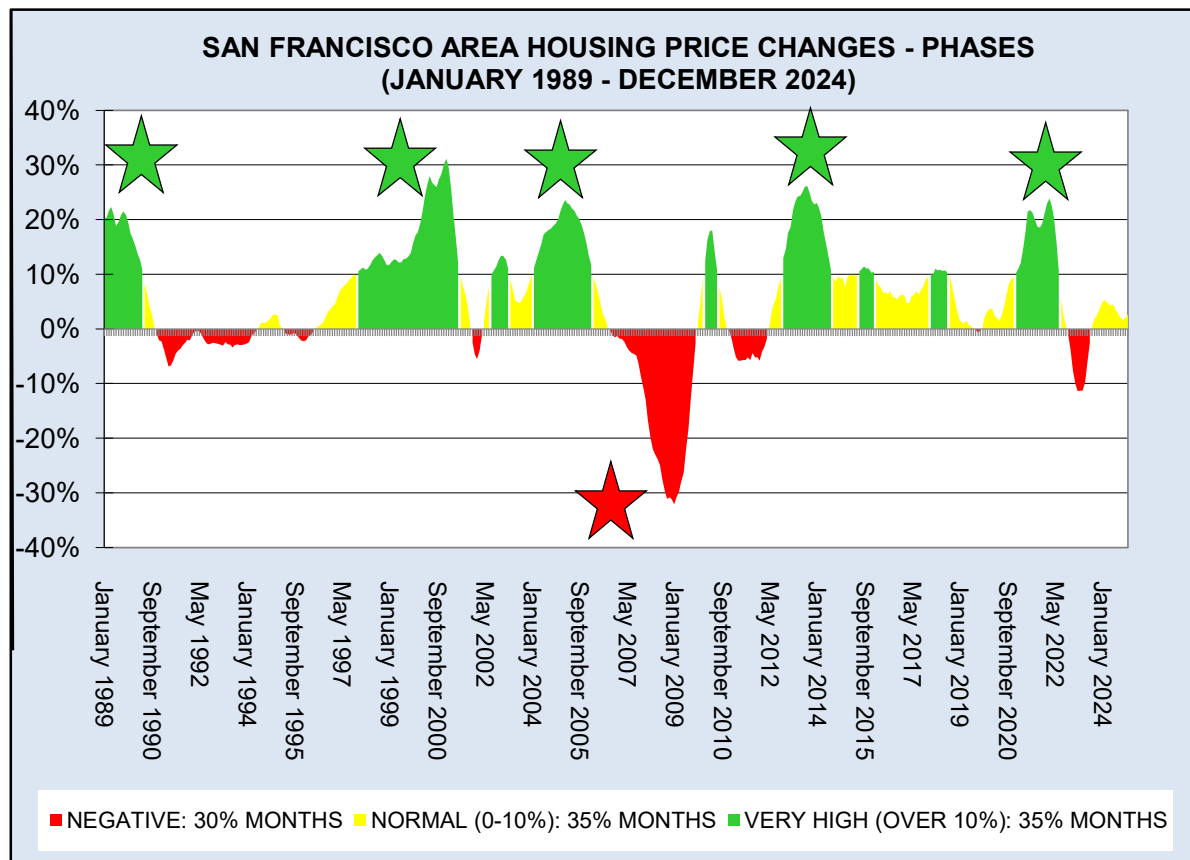 SAN FRANCISCO AREA HOUSING PRICE CHANGES - PHASES
(JANUARY 1989 - DECEMBER 2024)
40%
30%
20%
10%
0%
-10%
-20%
-30%
-40%
January 1989
September 1990
May 1992
January 1994
September 1995
May 1997
January 1999
September 2000
May 2002
January 2004
September 2005
May 2007
January 2009
September 2010
May 2012
January 2014
September 2015
May 2017
January 2019
September 2020
May 2022
January 2024
NEGATIVE: 30% MONTHS
NORMAL (0-10%): 35% MONTHS
VERY HIGH (OVER 10%): 35% MONTHS